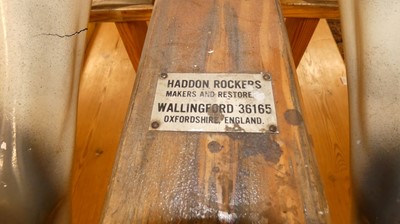 HADDON ROCKERS
MAKERS AND RESTORE
WALLINGFORD 36165
OXFORDSHIRE, ENGLAND.